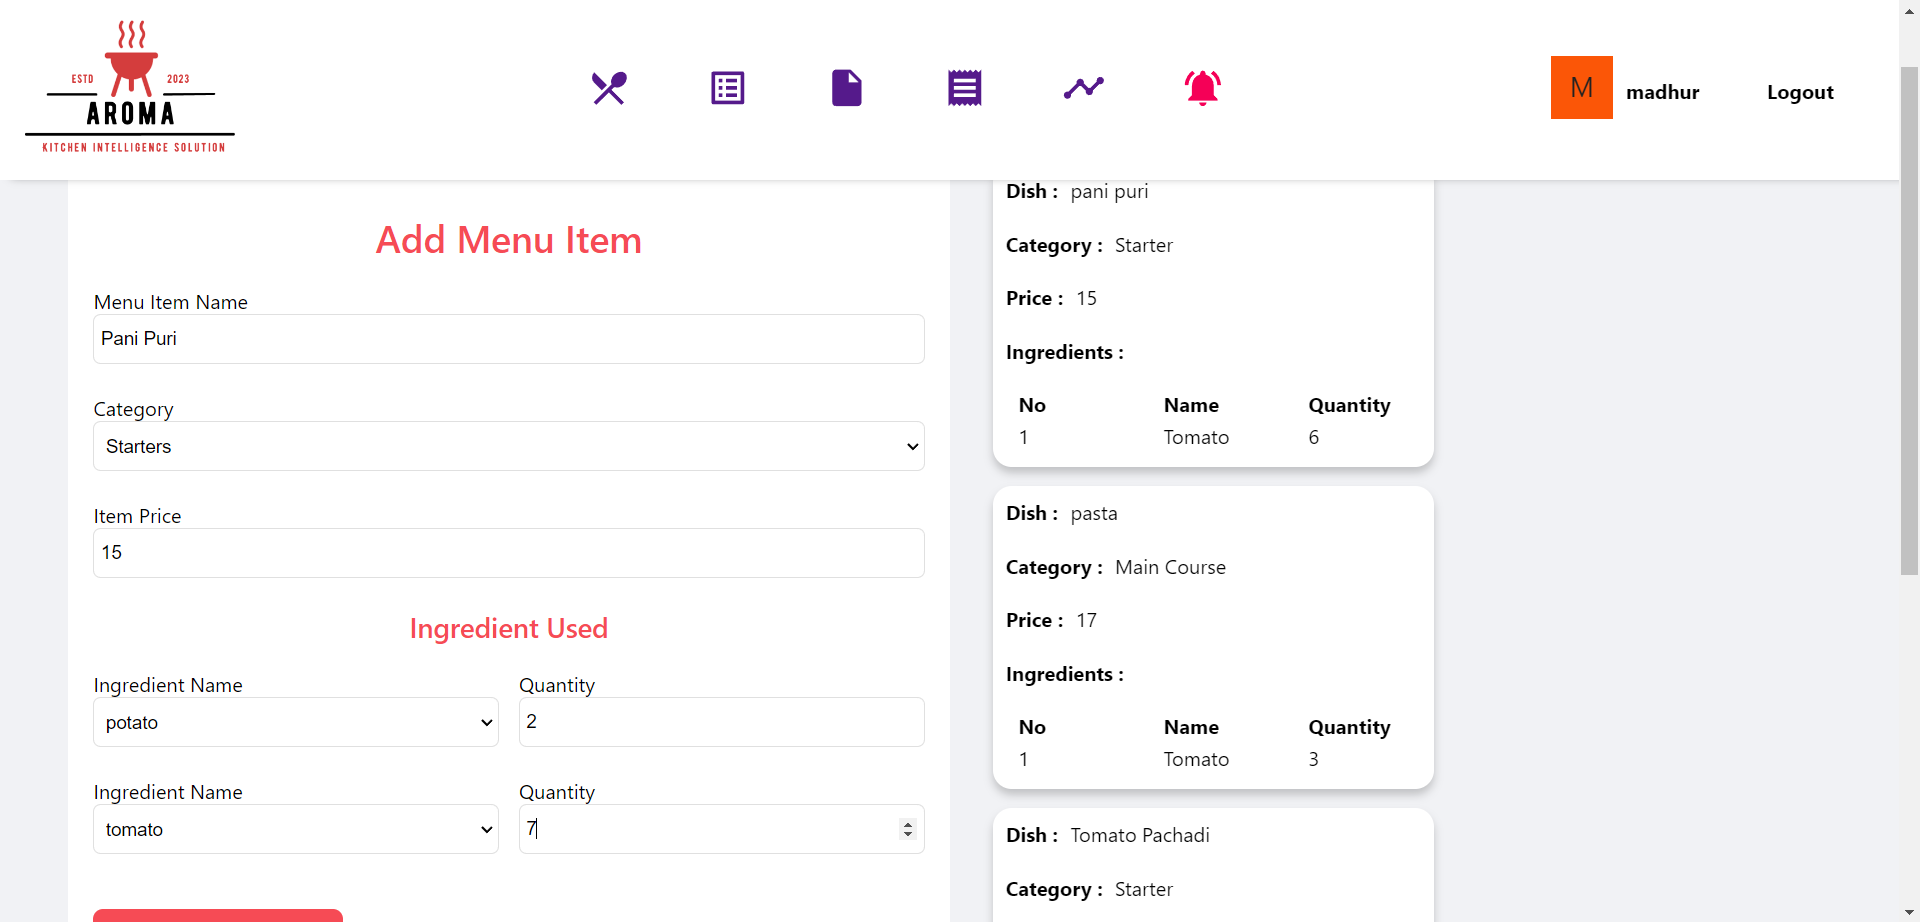 ESTD 2023
AROMA
KITCHEN INTELLIGENCE SOLUTION
M madhur Logout
Add Menu Item
Menu Item Name
Pani Puri
Category
Starters
Item Price
15
Ingredient Used
Ingredient Name Quantity
potato 2
Ingredient Name Quantity
tomato 7
Dish : pani puri
Category : Starter
Price : 15
Ingredients :
No Name Quantity
1 Tomato 6
Dish : pasta
Category : Main Course
Price : 17
Ingredients :
No Name Quantity
1 Tomato 3
Dish : Tomato Pachadi
Category : Starter